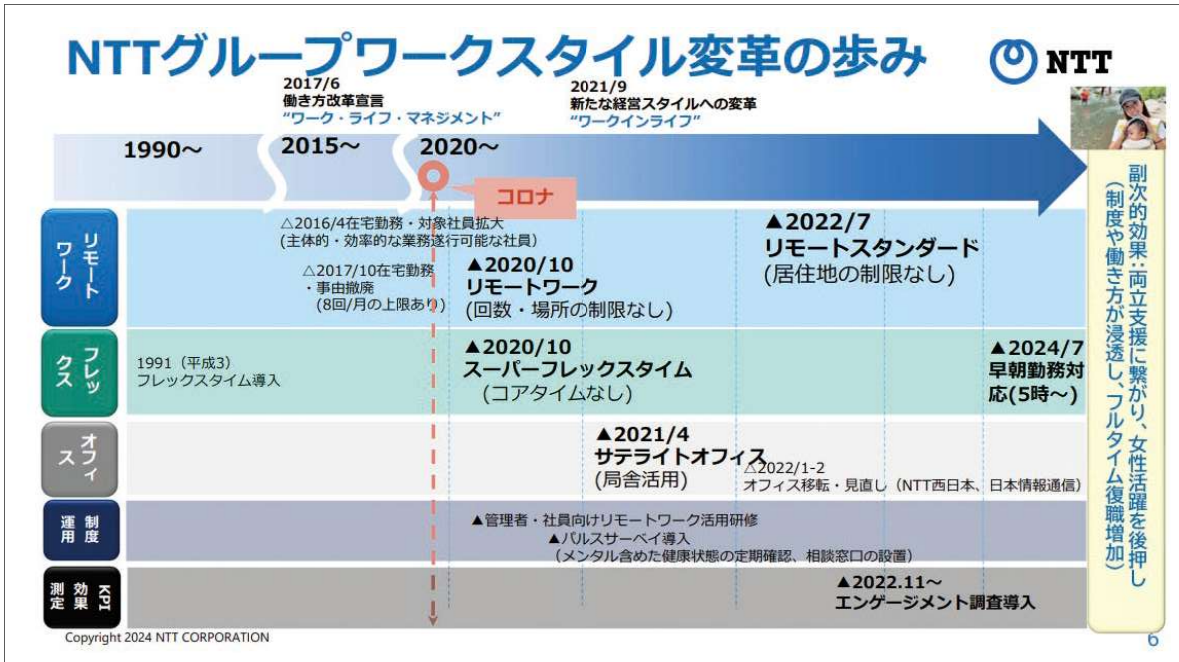 NTTグループワークスタイル変革の歩み
NTT
2017/6
働き方改革宣言
“ワーク・ライフ・マネジメント”
2021/9
新たな経営スタイルへの変革
“ワークインライフ”
1990～
2015～
2020～
コロナ
リモート
ワーク
△2016/4在宅勤務・対象社員拡大
(主体的・効率的な業務遂行可能な社員)
△2017/10在宅勤務
・事由撤廃
(8回/月の上限あり)
▲2020/10
リモートワーク
(回数・場所の制限なし)
▲2022/7
リモートスタンダード
(居住地の制限なし)
フレッ
クス
1991（平成3）
フレックスタイム導入
▲2020/10
スーパーフレックスタイム
(コアタイムなし)
▲2024/7
早朝勤務対
応(5時～)
オフィ
ス
▲2021/4
サテライトオフィス
(局舎活用)
△2022/1-2
オフィス移転・見直し（NTT西日本、日本情報通信）
制度
運用
▲管理者・社員向けリモートワーク活用研修
▲パルスサーベイ導入
（メンタル含めた健康状態の定期確認、相談窓口の設置）
KPI
効果
測定
▲2022.11～
エンゲージメント調査導入
副次的効果：両立支援に繋がり、女性活躍を後押し
（制度や働き方が浸透し、フルタイム復職増加）
Copyright 2024 NTT CORPORATION
6